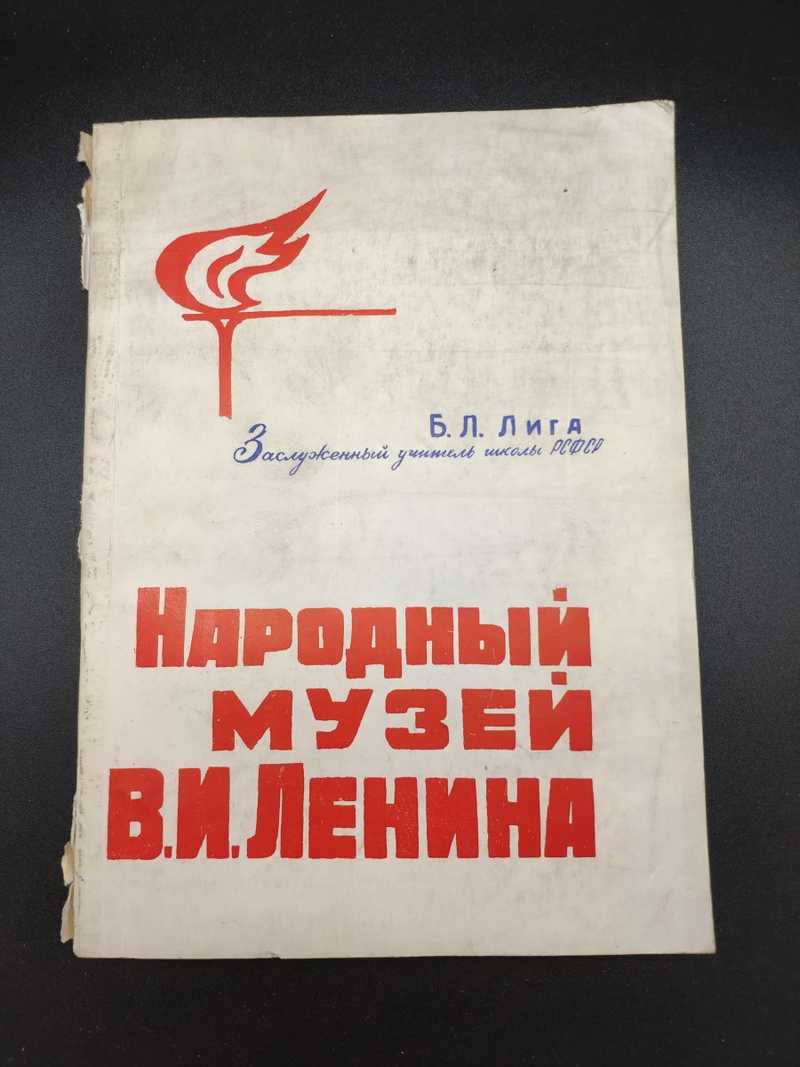 Б. Л. Лига
Заслуженный учитель школы РСФСР
Народный
музей
В.И.Ленина